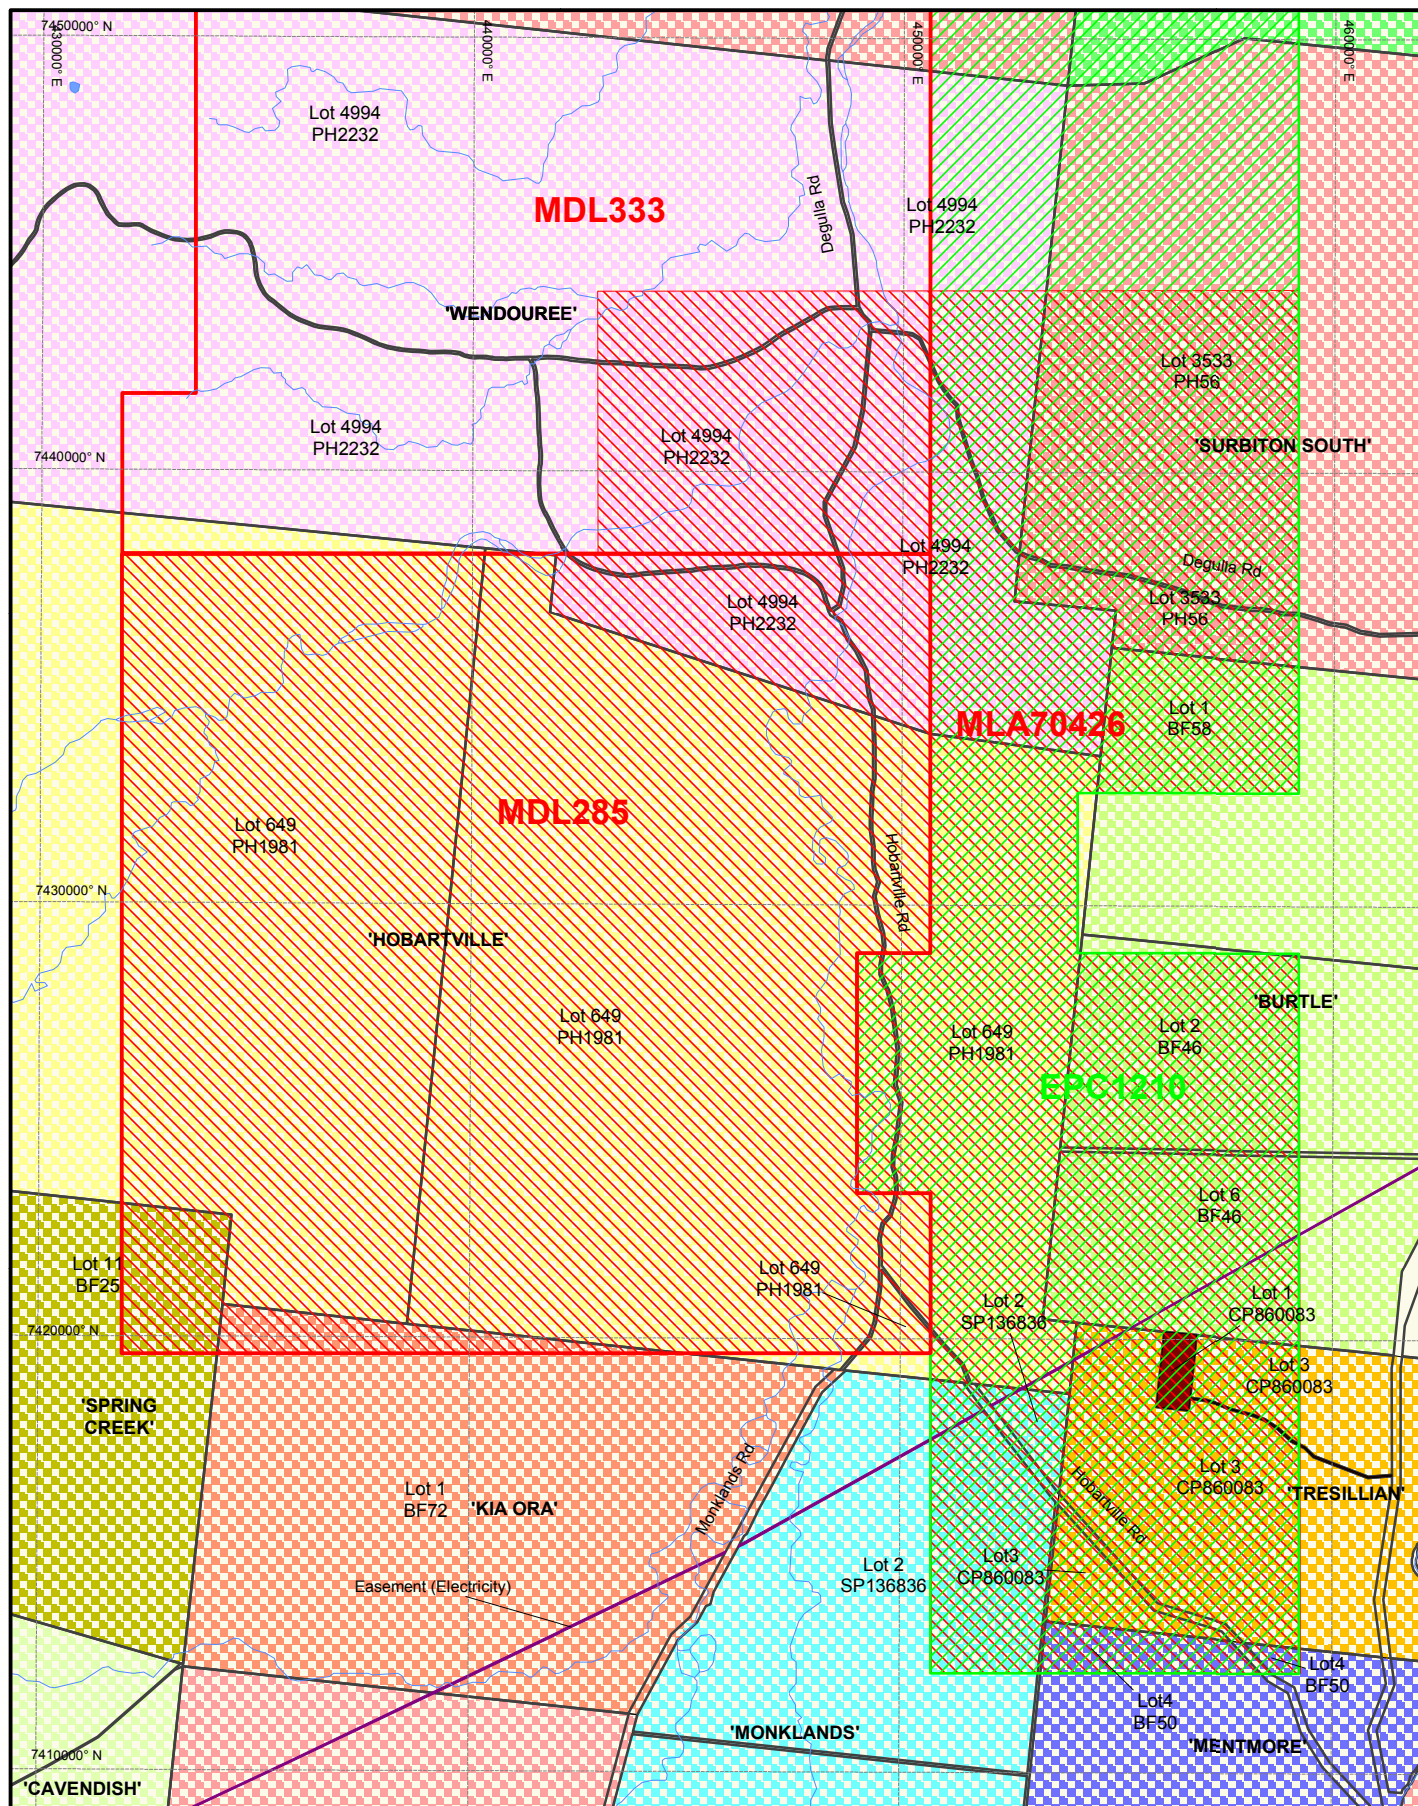 7450000° N
430000° E
440000° E
450000° E
460000° E
Lot 4994
PH2232
MDL333
Degulla Rd
Lot 4994
PH2232
'WENDOUREE'
Lot 3533
PH56
Lot 4994
PH2232
Lot 4994
PH2232
'SURBITON SOUTH'
7440000° N
Lot 4994
PH2232
Degulla Rd
Lot 4994
PH2232
Lot 3533
PH56
MLA70426
Lot 1
BF58
MDL285
Lot 649
PH1981
Hobartville Rd
7430000° N
'HOBARTVILLE'
'BURTLE'
Lot 649
PH1981
Lot 649
PH1981
Lot 2
BF46
EPC1210
Lot 6
BF46
Lot 11
BF25
Lot 649
PH1981
Lot 2
SP136836
Lot 1
CP860083
7420000° N
Lot 3
CP860083
'SPRING
CREEK'
Lot 1
BF72
'KIA ORA'
Monklands Rd
Hobartville Rd
Lot 3
CP860083
'TRESILLIAN'
Lot 2
SP136836
Lot3
CP860083
Easement (Electricity)
Lot4
BF50
Lot4
BF50
'MONKLANDS'
'MENTMORE'
7410000° N
'CAVENDISH'